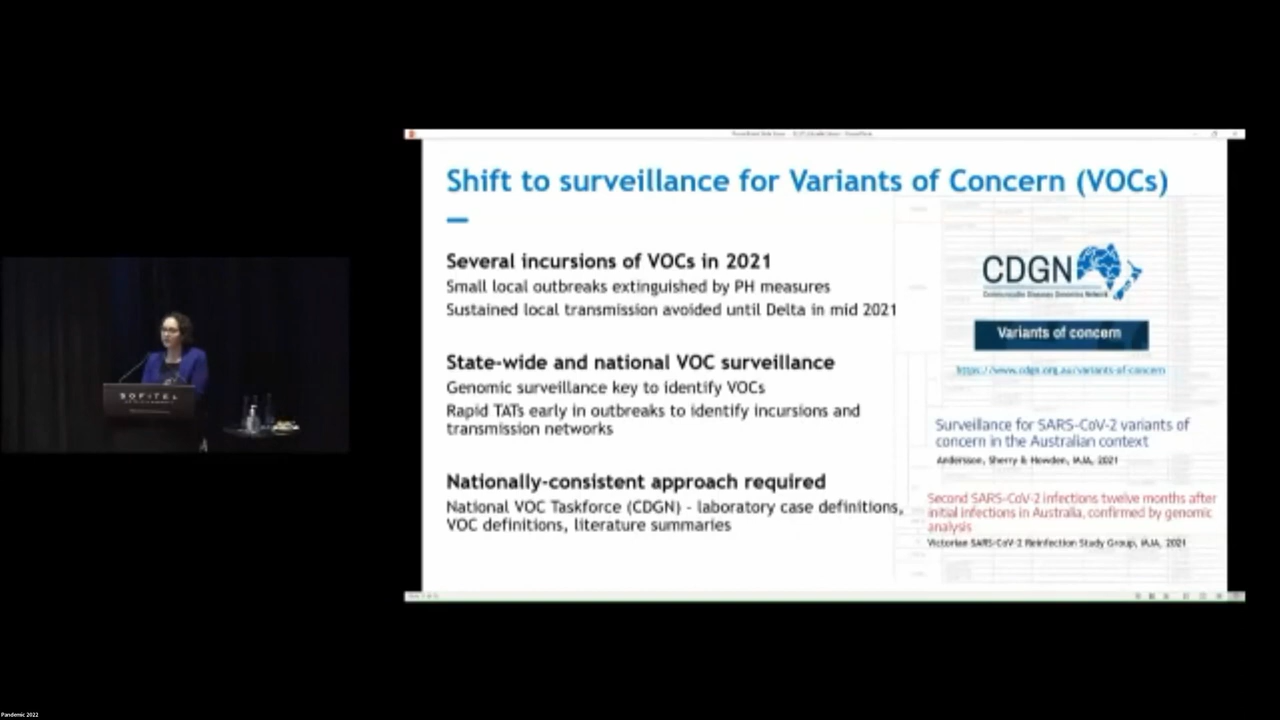 Shift to surveillance for Variants of Concern (VOCs)
Several incursions of VOCs in 2021
Small local outbreaks extinguished by PH measures
Sustained local transmission avoided until Delta in mid 2021
State-wide and national VOC surveillance
Genomic surveillance key to identify VOCs
Rapid TATs early in outbreaks to identify incursions and
transmission networks
Nationally-consistent approach required
National VOC Taskforce (CDGN) - laboratory case definitions,
VOC definitions, literature summaries
CDGN
Communicable Diseases Genomics Network
Variants of concern
https://www.cdgn.org.au/variants-of-concern
Surveillance for SARS-CoV-2 variants of
concern in the Australian context
Andersson, Sherry & Howden, MJA, 2021
Second SARS-CoV-2 infections twelve months after
initial infections in Australia, confirmed by genomic
analysis
Victorian SARS-CoV-2 Reinfection Study Group, MJA, 2021
SOFITEL
Pandemic 2022